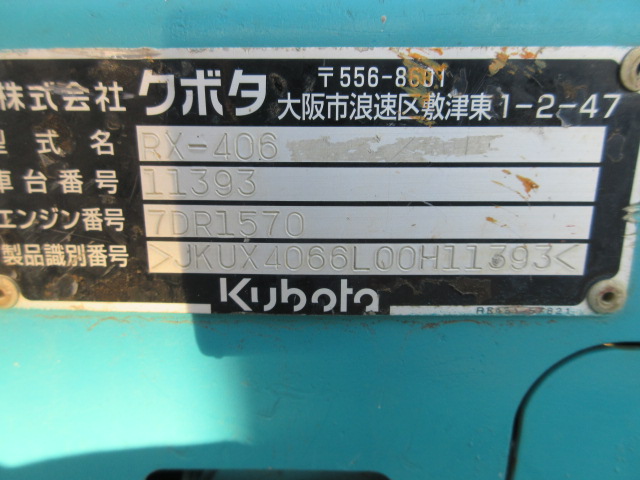 株式会社クボタ 〒556-8601
大阪市浪速区敷津東1-2-47
型式名 RX-406
車台番号 11393
エンジン番号 7DR1570
製品識別番号 >JKUX4066L00H11393<
Kubota